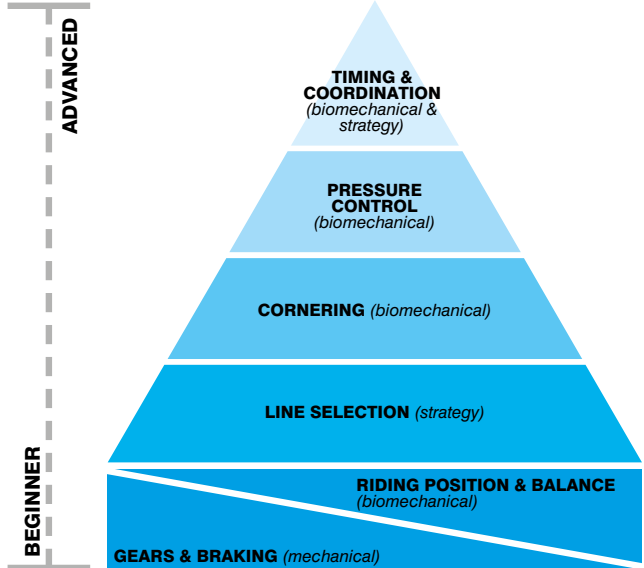 ADVANCED
TIMING &
COORDINATION
(biomechanical &
strategy)
PRESSURE
CONTROL
(biomechanical)
CORNERING (biomechanical)
LINE SELECTION (strategy)
BEGINNER
RIDING POSITION & BALANCE
(biomechanical)
GEARS & BRAKING (mechanical)